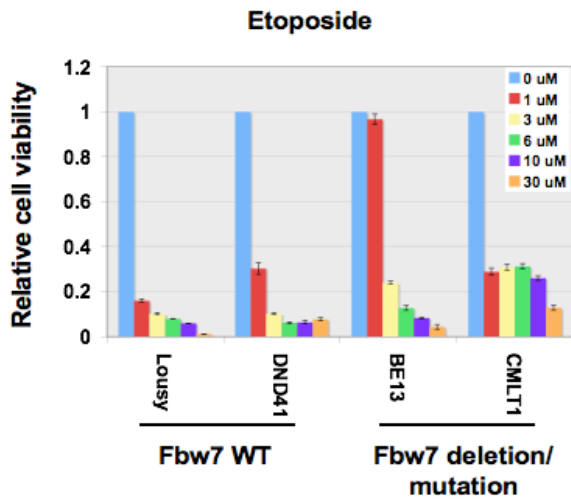 Etoposide
Relative cell viability
1.2
1
0.8
0.6
0.4
0.2
0
0 uM
1 uM
3 uM
6 uM
10 uM
30 uM
Lousy
DND41
BE13
CMLT1
Fbw7 WT
Fbw7 deletion/
mutation